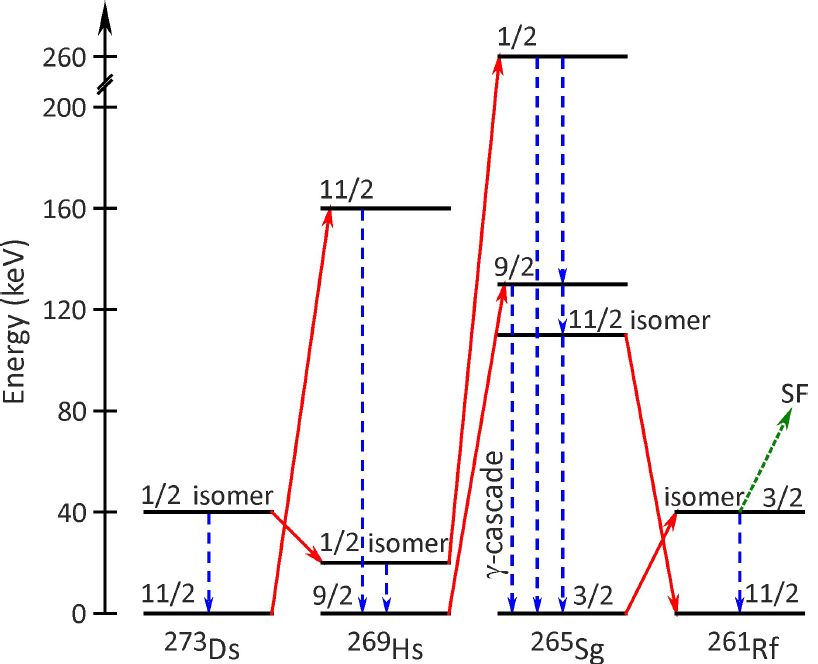 Energy (keV)
260
200
160
120
80
40
0
1/2 isomer
11/2
273Ds
11/2
1/2 isomer
9/2
269Hs
1/2
9/2
11/2 isomer
γ-cascade
3/2
265Sg
SF
isomer 3/2
11/2
261Rf